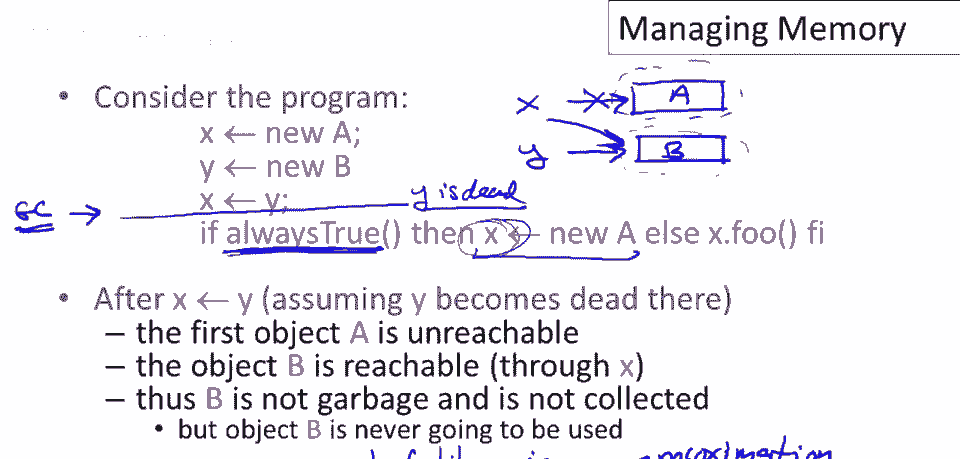 Managing Memory
• Consider the program:
x ← new A;
y ← new B
x ← y;
if alwaysTrue() then x ← new A else x.foo() fi
x
A
y
B
y is dead
GC →
• After x ← y (assuming y becomes dead there)
– the first object A is unreachable
– the object B is reachable (through x)
– thus B is not garbage and is not collected
• but object B is never going to be used